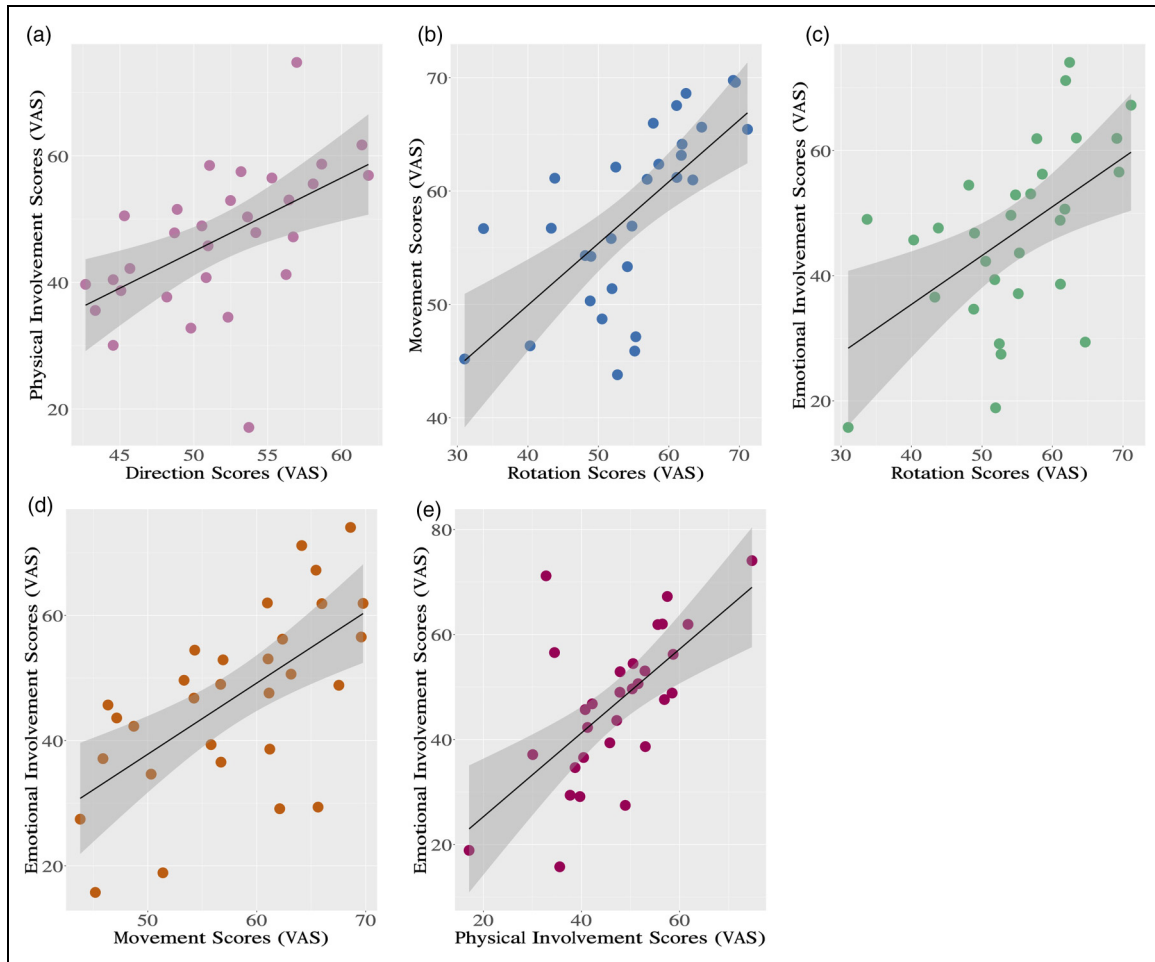 (a)
Physical Involvement Scores (VAS)
60
40
20
45
50
55
60
Direction Scores (VAS)
(b)
Movement Scores (VAS)
70
60
50
40
30
40
50
60
70
Rotation Scores (VAS)
(c)
Emotional Involvement Scores (VAS)
60
40
20
30
40
50
60
70
Rotation Scores (VAS)
(d)
Emotional Involvement Scores (VAS)
60
40
20
50
60
70
Movement Scores (VAS)
(e)
Emotional Involvement Scores (VAS)
80
60
40
20
20
40
60
Physical Involvement Scores (VAS)